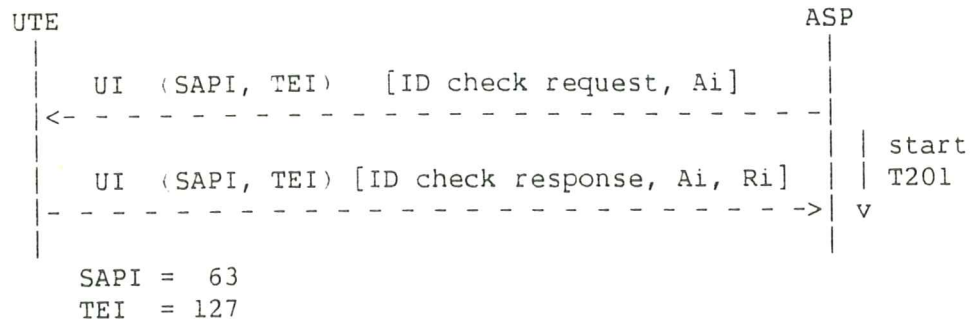 UTE ASP
UI (SAPI, TEI) [ID check request, Ai]
start
UI (SAPI, TEI) [ID check response, Ai, Ri] T201
SAPI = 63
TEI = 127